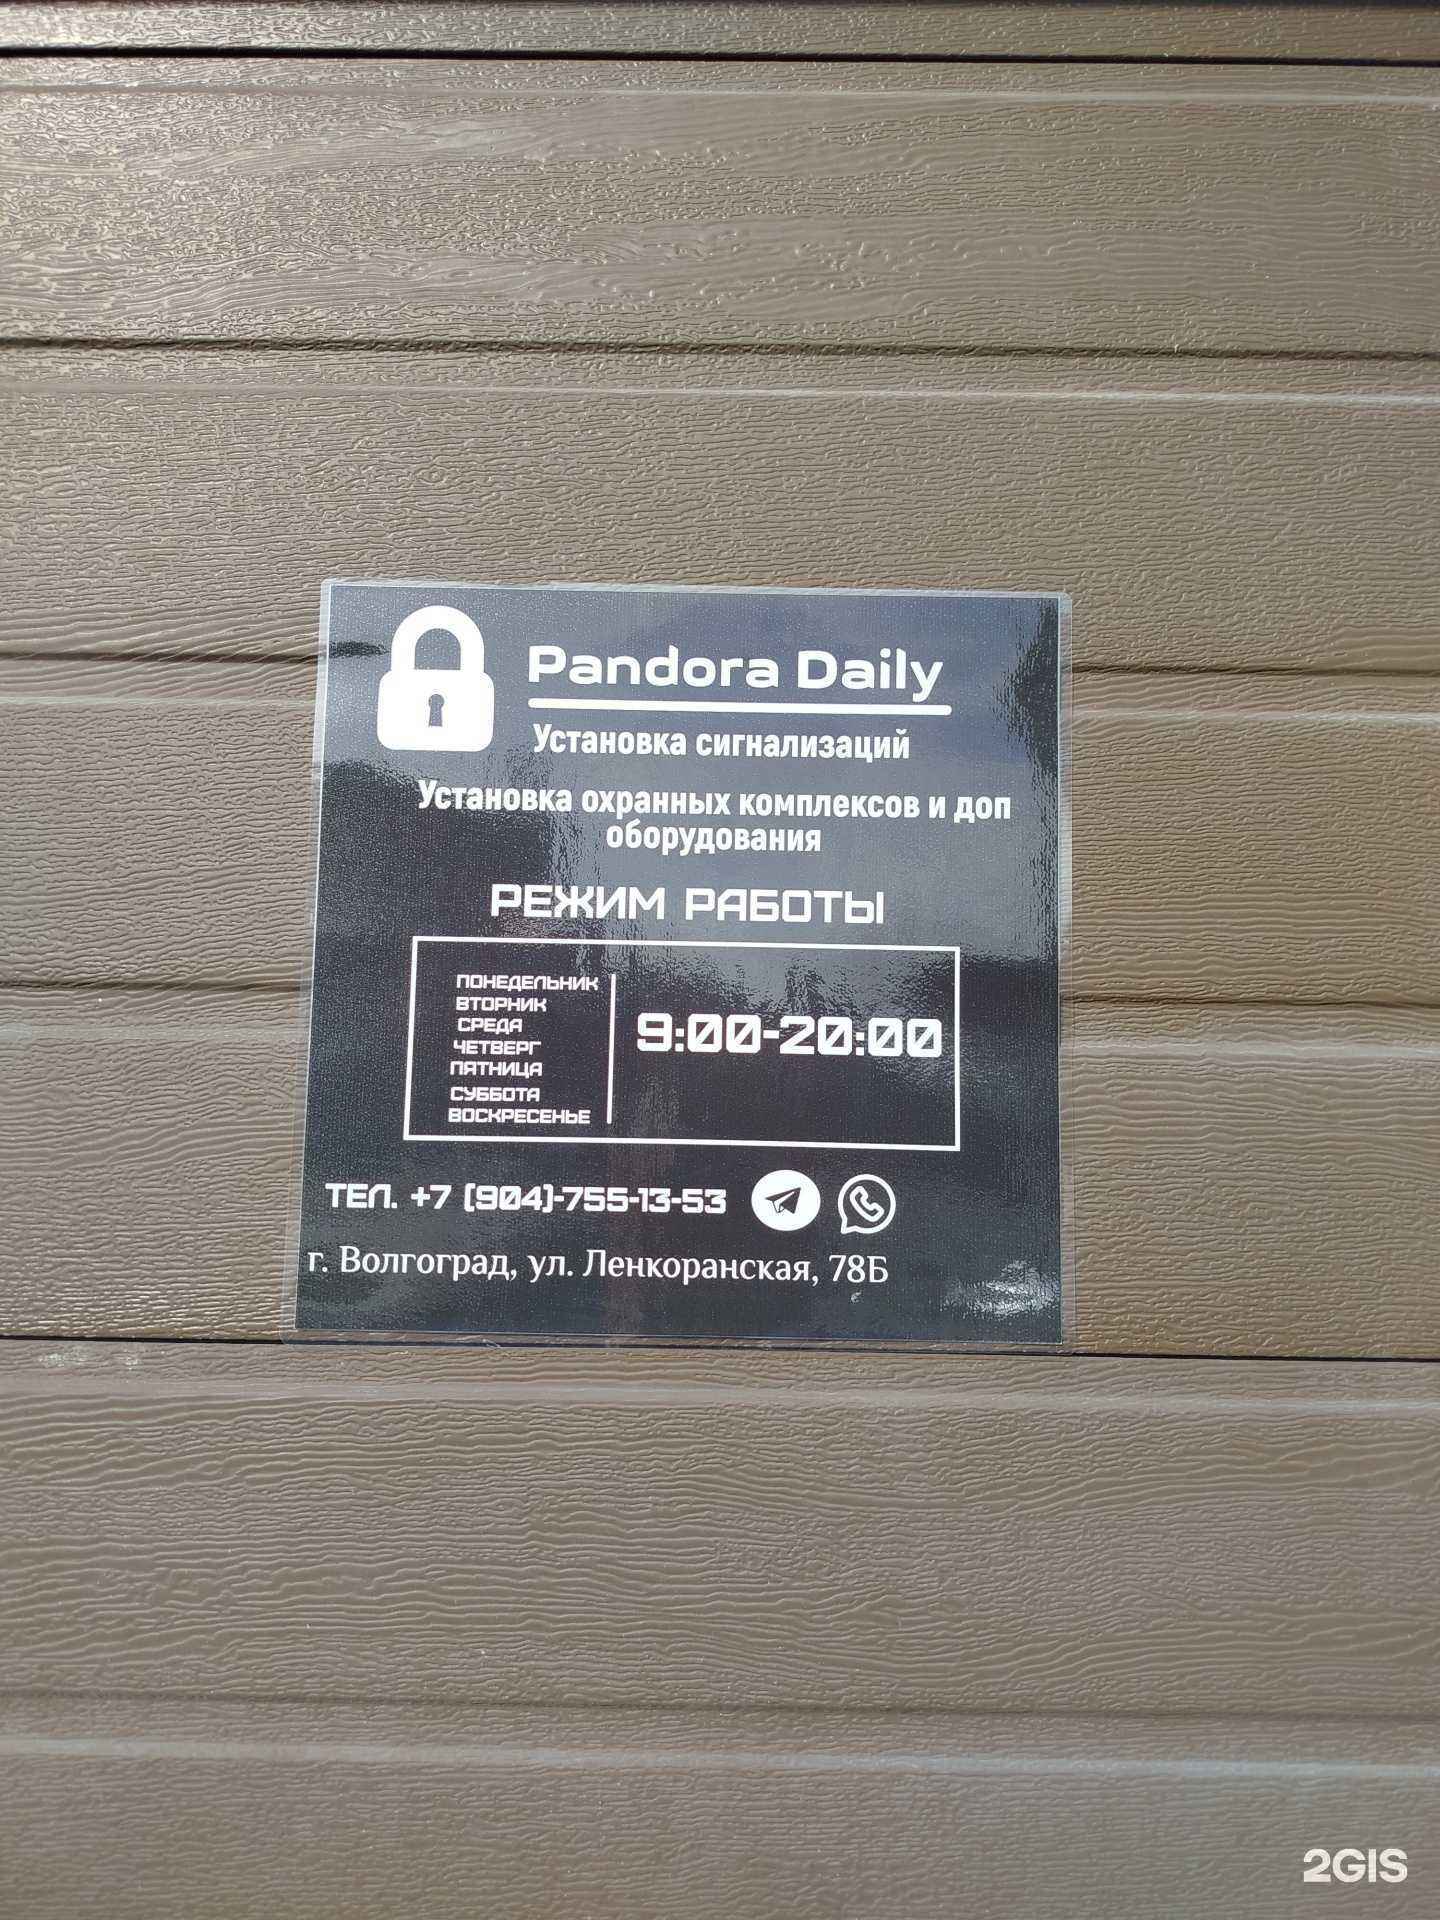 Pandora Daily
Установка сигнализаций
Установка охранных комплексов и доп
оборудования
РЕЖИМ РАБОТЫ
ПОНЕДЕЛЬНИК
ВТОРНИК
СРЕДА
ЧЕТВЕРГ
ПЯТНИЦА
СУББОТА
ВОСКРЕСЕНЬЕ
9:00-20:00
ТЕЛ. +7 (904)-755-13-53
г. Волгоград, ул. Ленкоранская, 78Б
2GIS